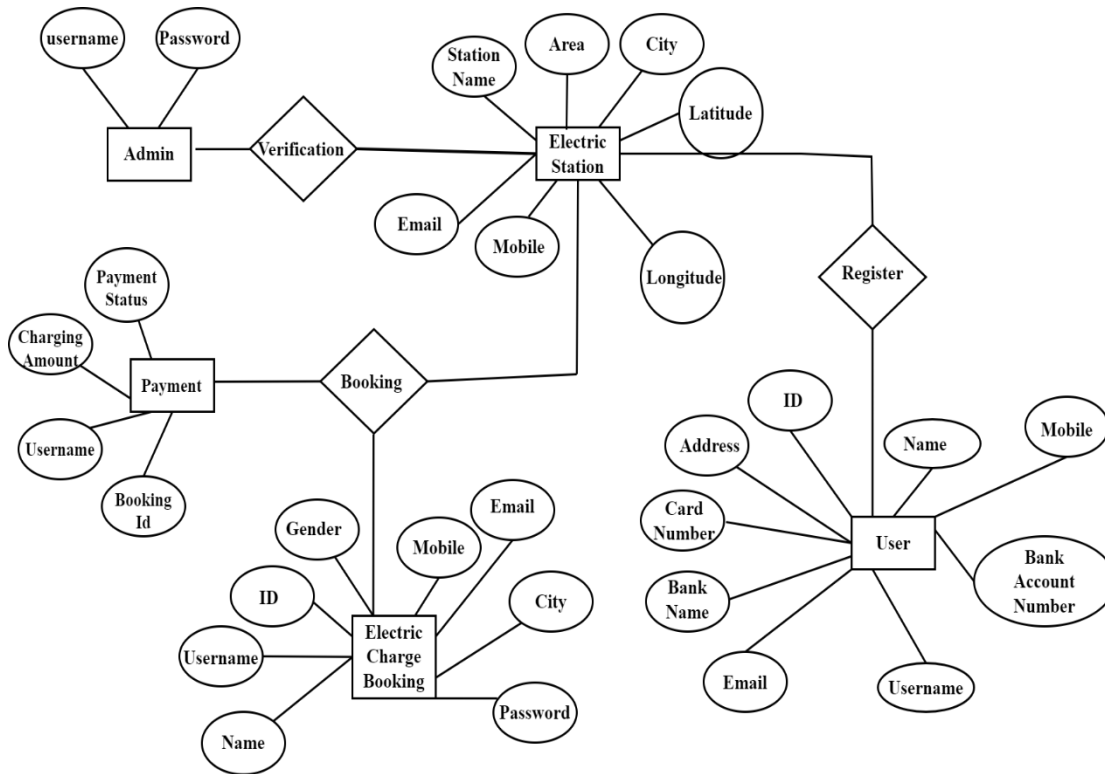 username
Password
Station
Name
Area
City
Latitude
Admin
Verification
Electric
Station
Email
Mobile
Longitude
Register
Payment
Status
Charging
Amount
Payment
Username
Booking
Id
Booking
ID
Name
Mobile
Address
Card
Number
Bank
Name
User
Bank
Account
Number
Email
Username
Gender
Mobile
Email
ID
City
Username
Electric
Charge
Booking
Name
Password